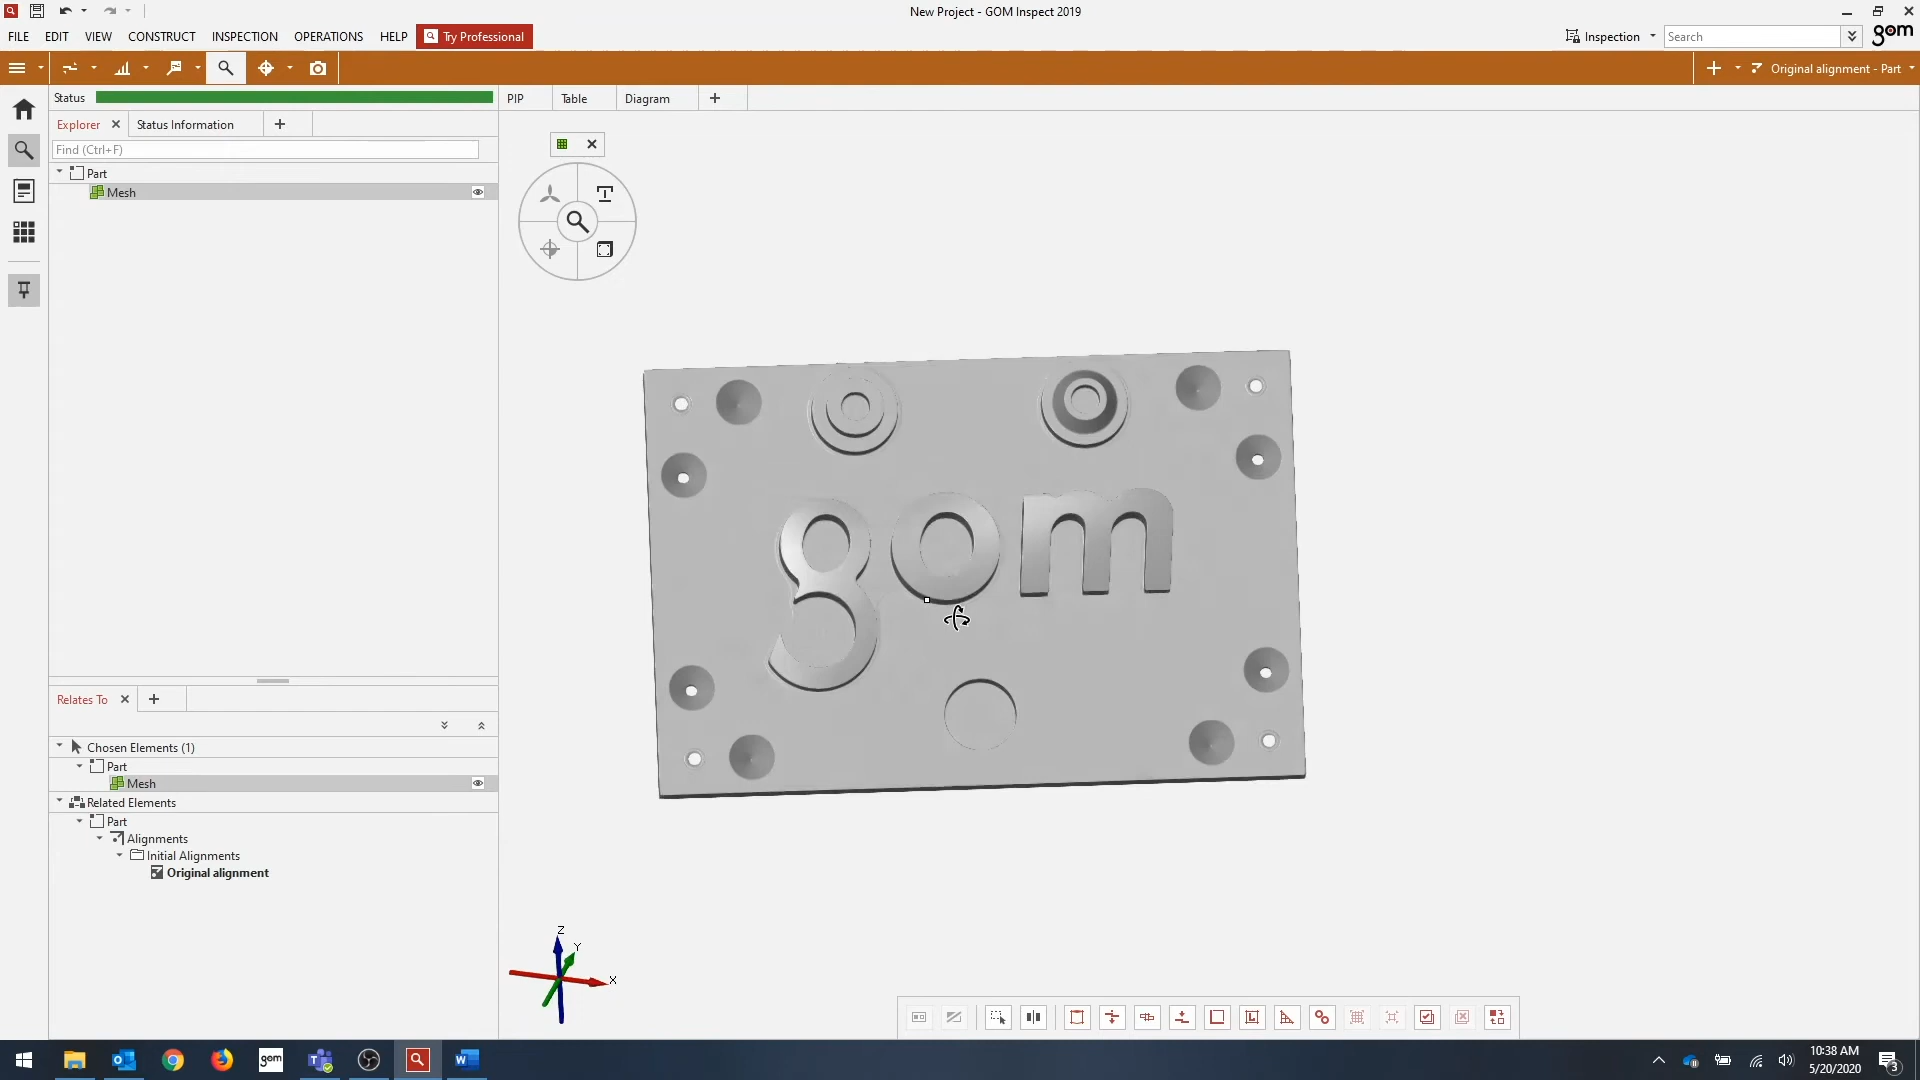 New Project - GOM Inspect 2019
FILE EDIT VIEW CONSTRUCT INSPECTION OPERATIONS HELP Try Professional
Inspection Search gom
Original alignment - Part
Status
PIP Table Diagram
Explorer Status Information
Find (Ctrl+F)
Part
Mesh
gom
Relates To
Chosen Elements (1)
Part
Mesh
Related Elements
Part
Alignments
Initial Alignments
Original alignment
Z
Y
X
gom
10:38 AM
5/20/2020
3